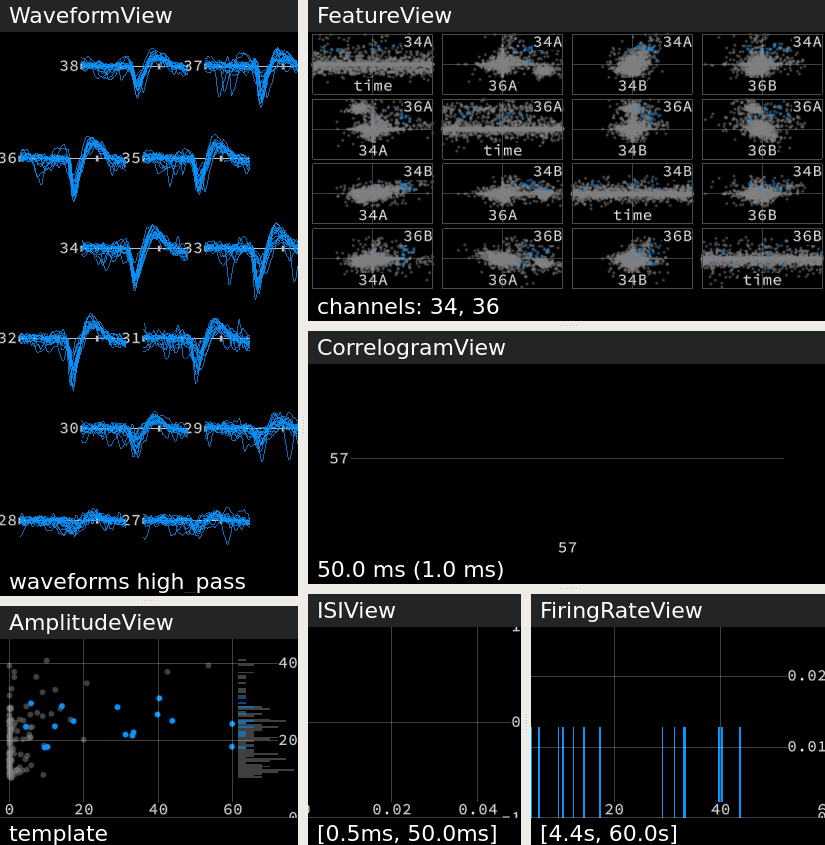 WaveformView
38 37
36 35
34 33
32 31
30 29
28 27
waveforms high_pass
FeatureView
34A 34A 34A 34A
time 36A 34B 36B
36A 36A 36A 36A
34A time 34B 36B
34B 34B 34B 34B
34A 36A time 36B
36B 36B 36B 36B
34A 36A 34B time
channels: 34, 36
CorrelogramView
57
57
50.0 ms (1.0 ms)
AmplitudeView
40
20
0 20 40 60
template
ISIView
0
0.02 0.04 -1
[0.5ms, 50.0ms]
FiringRateView
0.02
0.01
20 40 6
[4.4s, 60.0s]